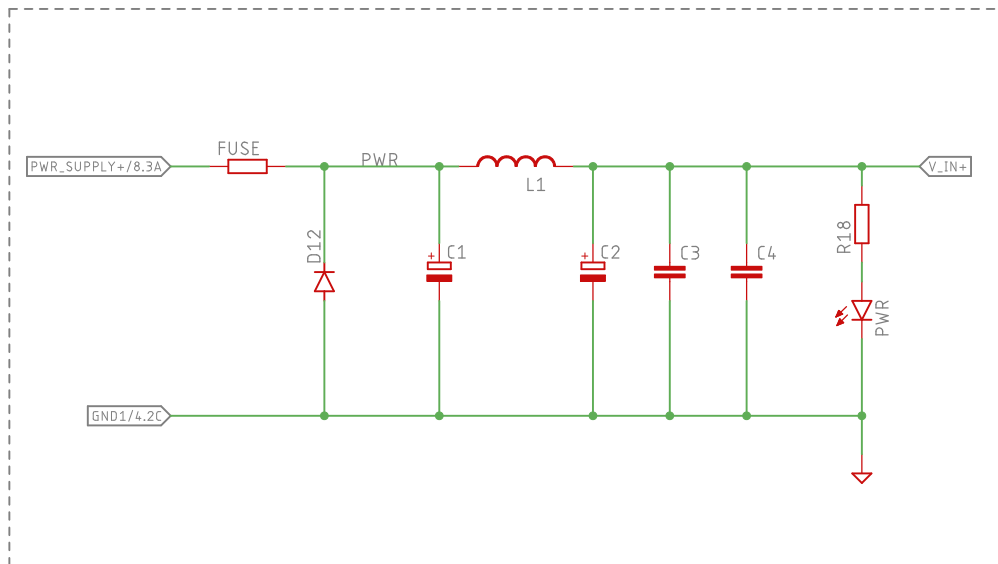 FUSE
PWR
PWR_SUPPLY+/8.3A
V_IN+
L1
D12
C1
C2
C3
C4
R18
PWR
GND1/4.2C
+
+